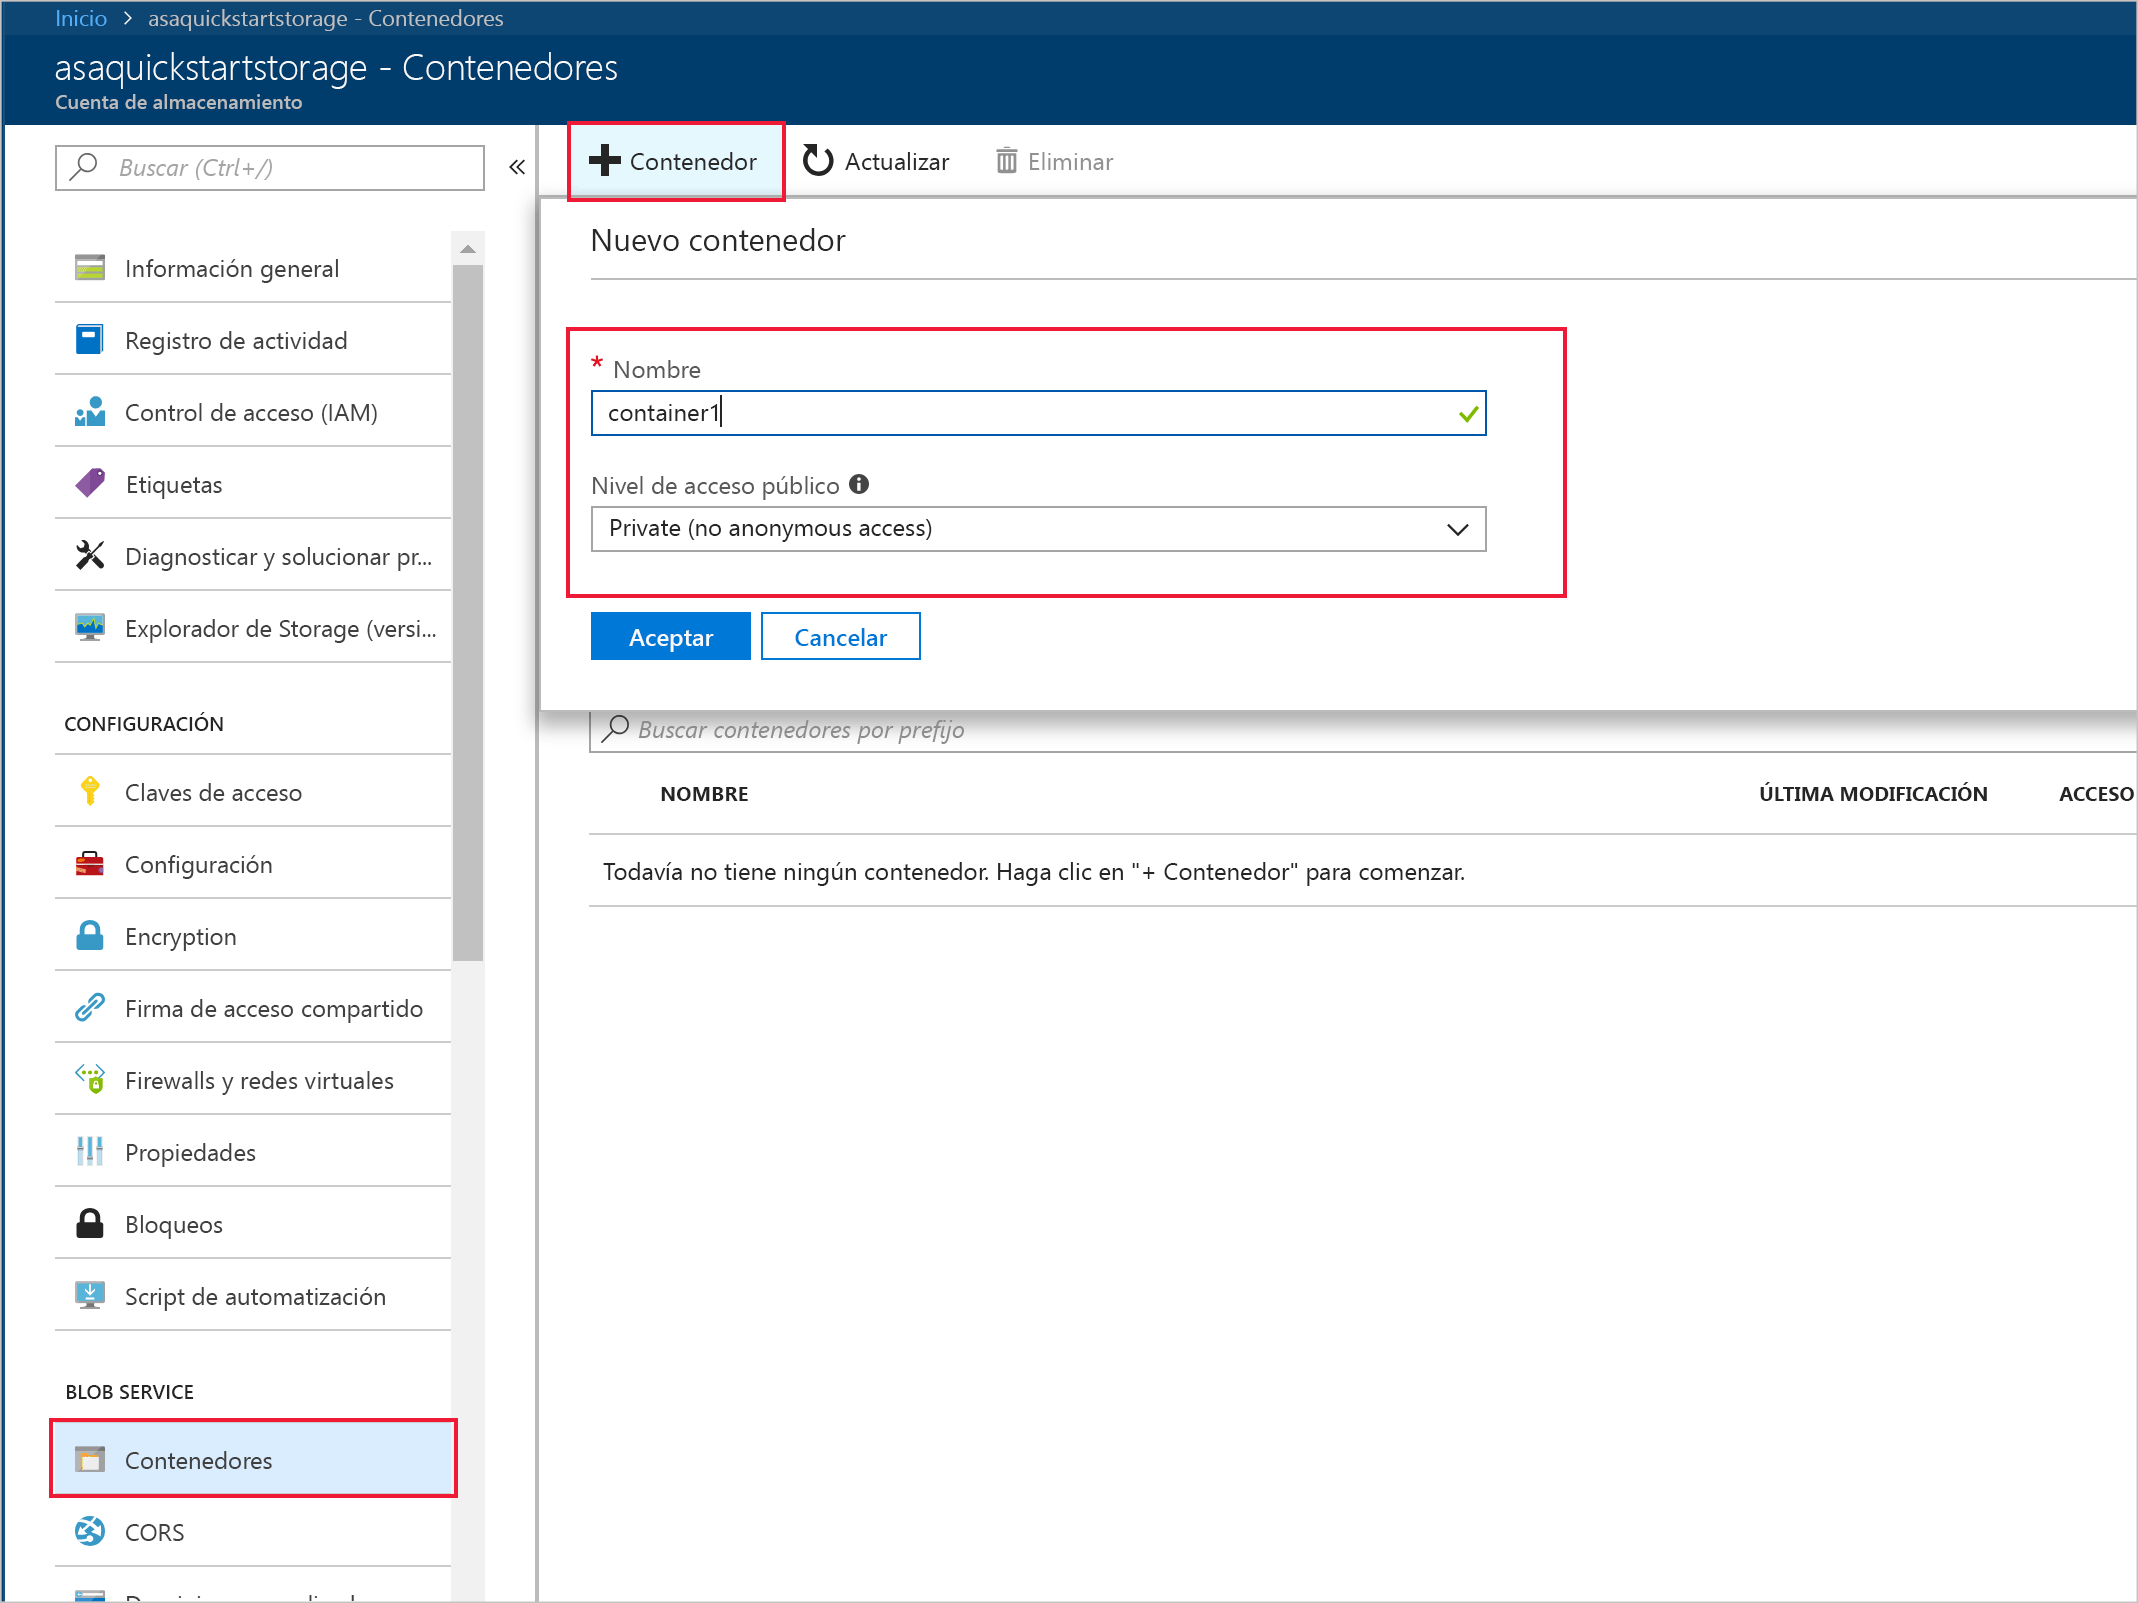 Inicio > asaquickstartstorage - Contenedores
asaquickstartstorage - Contenedores
Cuenta de almacenamiento
Buscar (Ctrl+/)
«
Información general
Registro de actividad
Control de acceso (IAM)
Etiquetas
Diagnosticar y solucionar pr...
Explorador de Storage (versi...
CONFIGURACIÓN
Claves de acceso
Configuración
Encryption
Firma de acceso compartido
Firewalls y redes virtuales
Propiedades
Bloqueos
Script de automatización
BLOB SERVICE
Contenedores
CORS
+ Contenedor
Actualizar
Eliminar
Nuevo contenedor
* Nombre
container1
Nivel de acceso público
Private (no anonymous access)
Aceptar
Cancelar
Buscar contenedores por prefijo
NOMBRE ÚLTIMA MODIFICACIÓN ACCESO
Todavía no tiene ningún contenedor. Haga clic en "+ Contenedor" para comenzar.